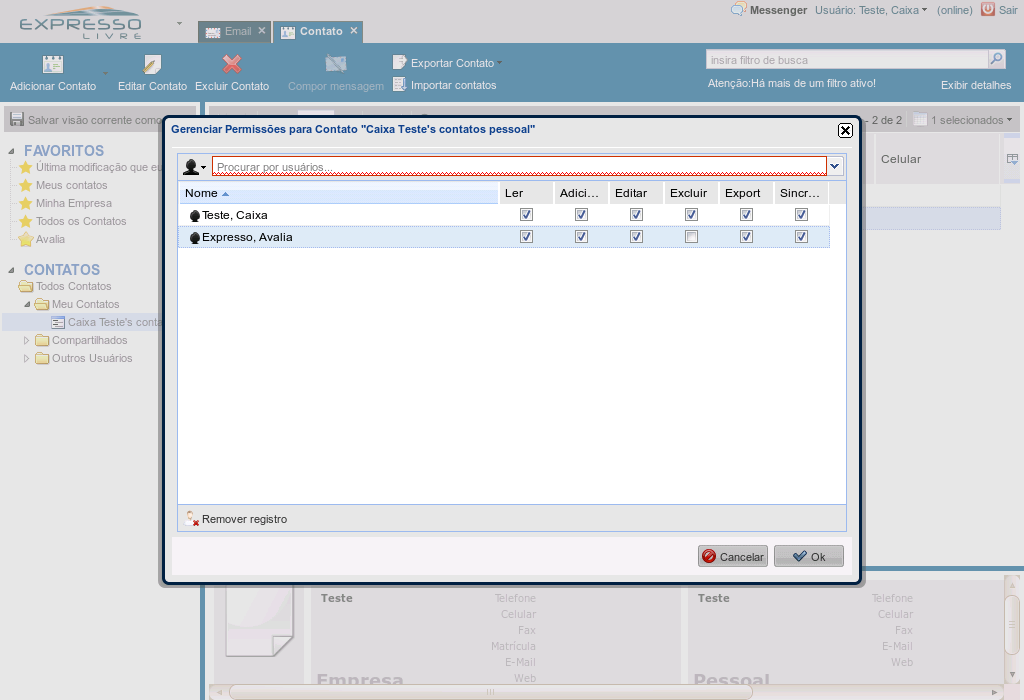 EXPRESSO
LIVRE
Email
Contato
Messenger
Usuário: Teste, Caixa
(online)
Sair
Adicionar Contato
Editar Contato
Excluir Contato
Compor mensagem
Exportar Contato
Importar contatos
insira filtro de busca
Atenção:Há mais de um filtro ativo!
Exibir detalhes
Salvar visão corrente como
- 2 de 2
1 selecionados
FAVORITOS
Última modificação que eu
Meus contatos
Minha Empresa
Todos os Contatos
Avalia
CONTATOS
Todos Contatos
Meu Contatos
Caixa Teste's conta
Compartilhados
Outros Usuários
Celular
Gerenciar Permissões para Contato "Caixa Teste's contatos pessoal"
Procurar por usuários...
Nome Ler Adici... Editar Excluir Export Sincr...
Teste, Caixa
Expresso, Avalia
Remover registro
Cancelar
Ok
Teste
Telefone
Celular
Fax
Matrícula
E-Mail
Web
Empresa
Teste
Telefone
Celular
Fax
E-Mail
Web
Pessoal